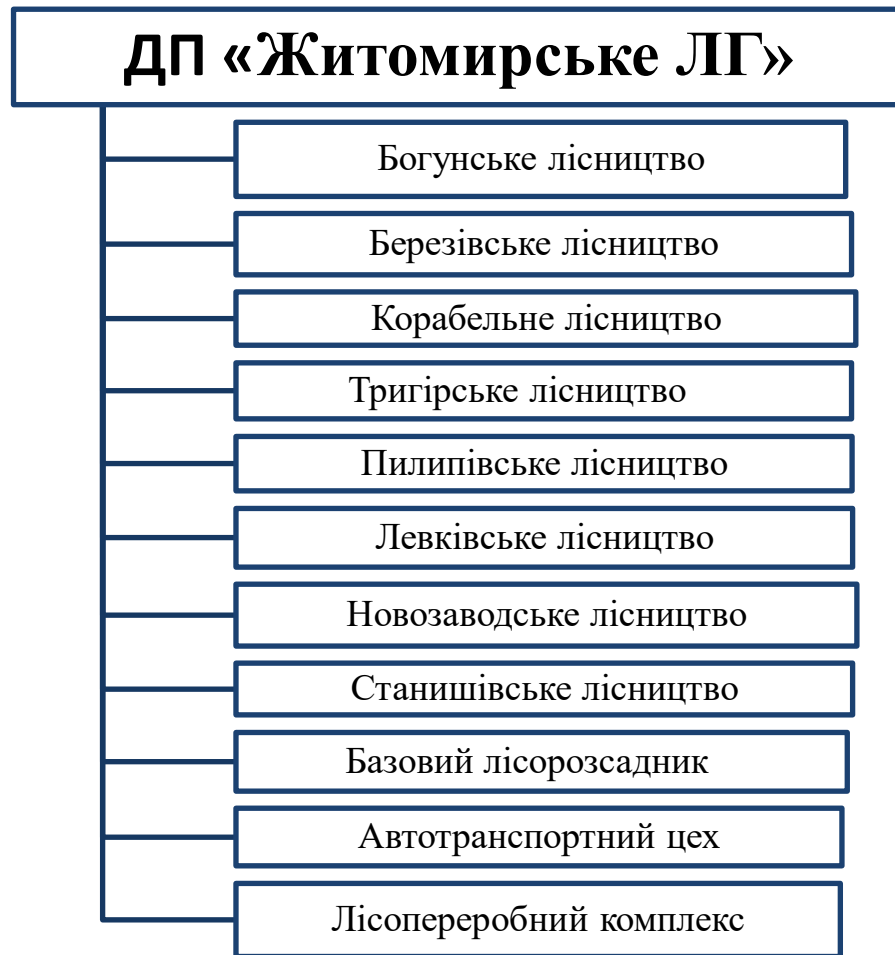 ДП «Житомирське ЛГ»
Богунське лісництво
Березівське лісництво
Корабельне лісництво
Тригірське лісництво
Пилипівське лісництво
Левківське лісництво
Новозаводське лісництво
Станишівське лісництво
Базовий лісорозсадник
Автотранспортний цех
Лісопереробний комплекс